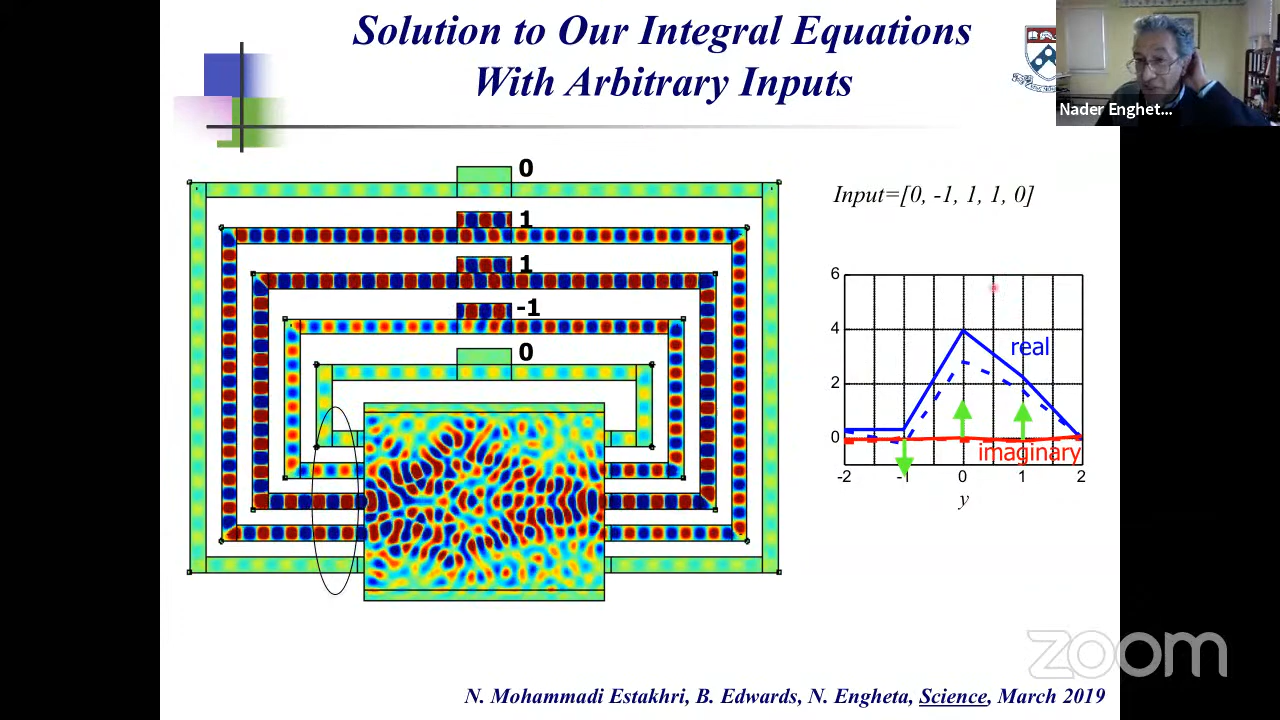 Solution to Our Integral Equations
With Arbitrary Inputs
Nader Enghet...
0
1
1
-1
0
Input=[0, -1, 1, 1, 0]
6
4
2
0
real
imaginary
-2
-1
0
1
2
y
zoom
N. Mohammadi Estakhri, B. Edwards, N. Engheta, Science, March 2019